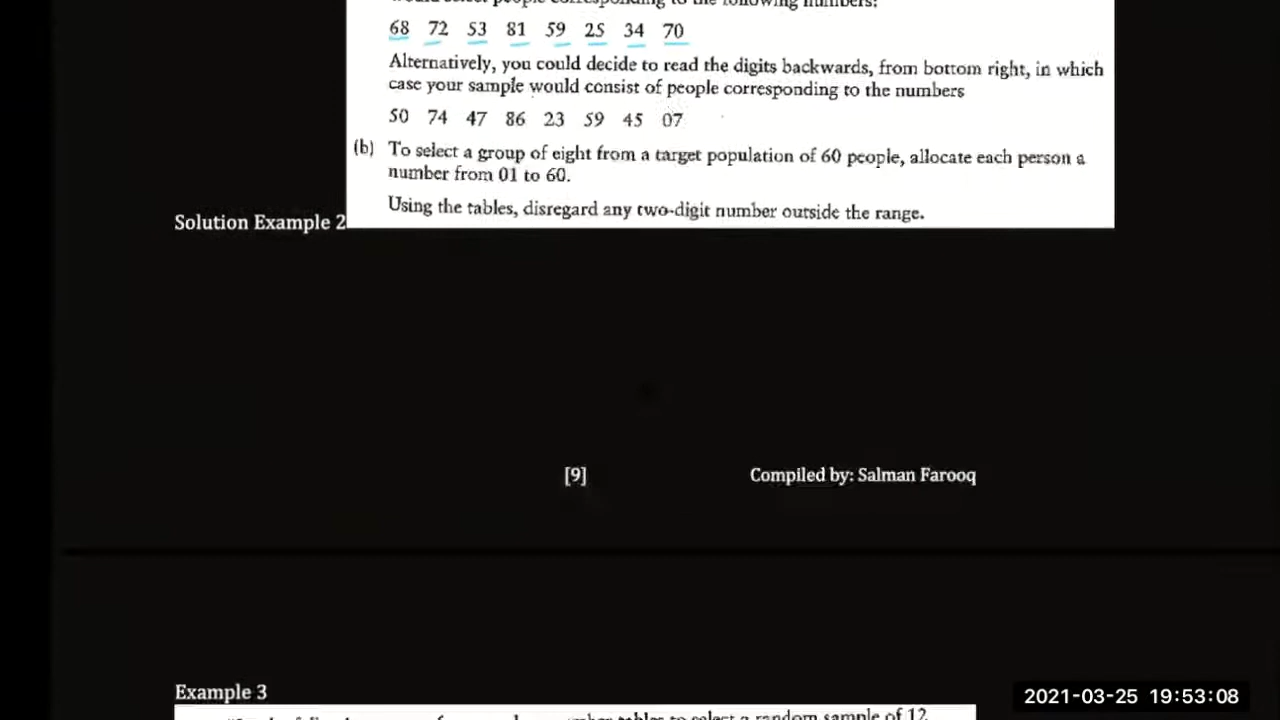 would select people corresponding to the following numbers:
68 72 53 81 59 25 34 70
Alternatively, you could decide to read the digits backwards, from bottom right, in which
case your sample would consist of people corresponding to the numbers
50 74 47 86 23 59 45 07
(b) To select a group of eight from a target population of 60 people, allocate each person a
number from 01 to 60.
Using the tables, disregard any two-digit number outside the range.
Solution Example 2
[9] Compiled by: Salman Farooq
Example 3
number tables to select a random sample of 12
2021-03-25 19:53:08